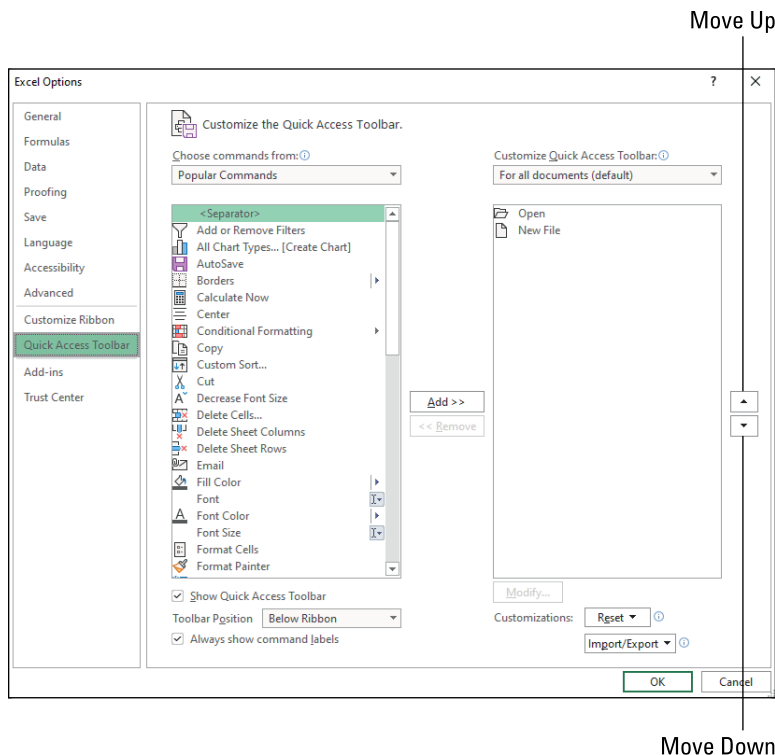 Move Up
Excel Options
?
General
Formulas
Data
Proofing
Save
Language
Accessibility
Advanced
Customize Ribbon
Quick Access Toolbar
Add-ins
Trust Center
Customize the Quick Access Toolbar.
Choose commands from:
Popular Commands
<Separator>
Add or Remove Filters
All Chart Types... [Create Chart]
AutoSave
Borders
Calculate Now
Center
Conditional Formatting
Copy
Custom Sort...
Cut
Decrease Font Size
Delete Cells...
Delete Sheet Columns
Delete Sheet Rows
Email
Fill Color
Font
Font Color
Font Size
Format Cells
Format Painter
Show Quick Access Toolbar
Toolbar Position Below Ribbon
Always show command labels
Add >>
<< Remove
Customize Quick Access Toolbar:
For all documents (default)
Open
New File
Modify...
Customizations: Reset
Import/Export
OK Cancel
Move Down